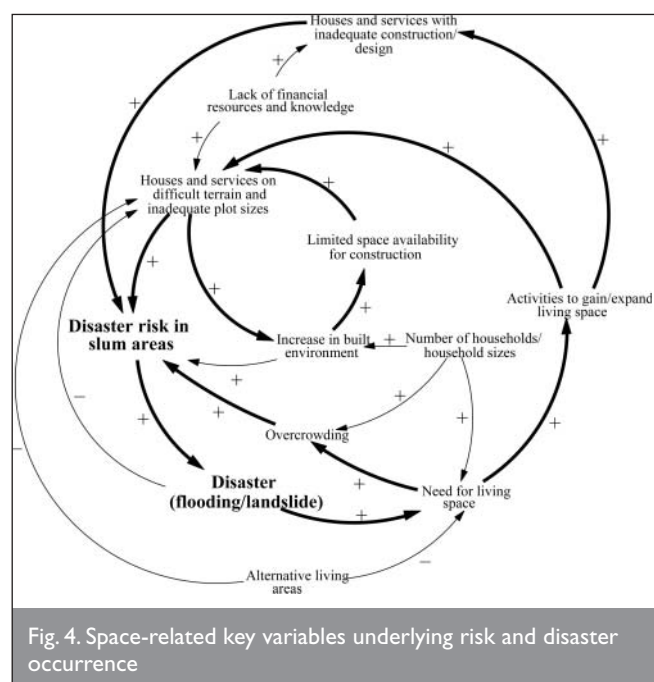 Houses and services with
inadequate construction/
design
+
+
Lack of financial
resources and knowledge
+
+
+
+
Houses and services on
difficult terrain and
inadequate plot sizes
Limited space availability
for construction
+
+
+
Activities to gain/expand
living space
Disaster risk in
slum areas
Increase in built
environment
+
Number of households/
household sizes
+
−
+
+
+
+
+
Overcrowding
−
Disaster
(flooding/landslide)
+
Need for living
space
+
−
Alternative living
areas
Fig. 4. Space-related key variables underlying risk and disaster
occurrence